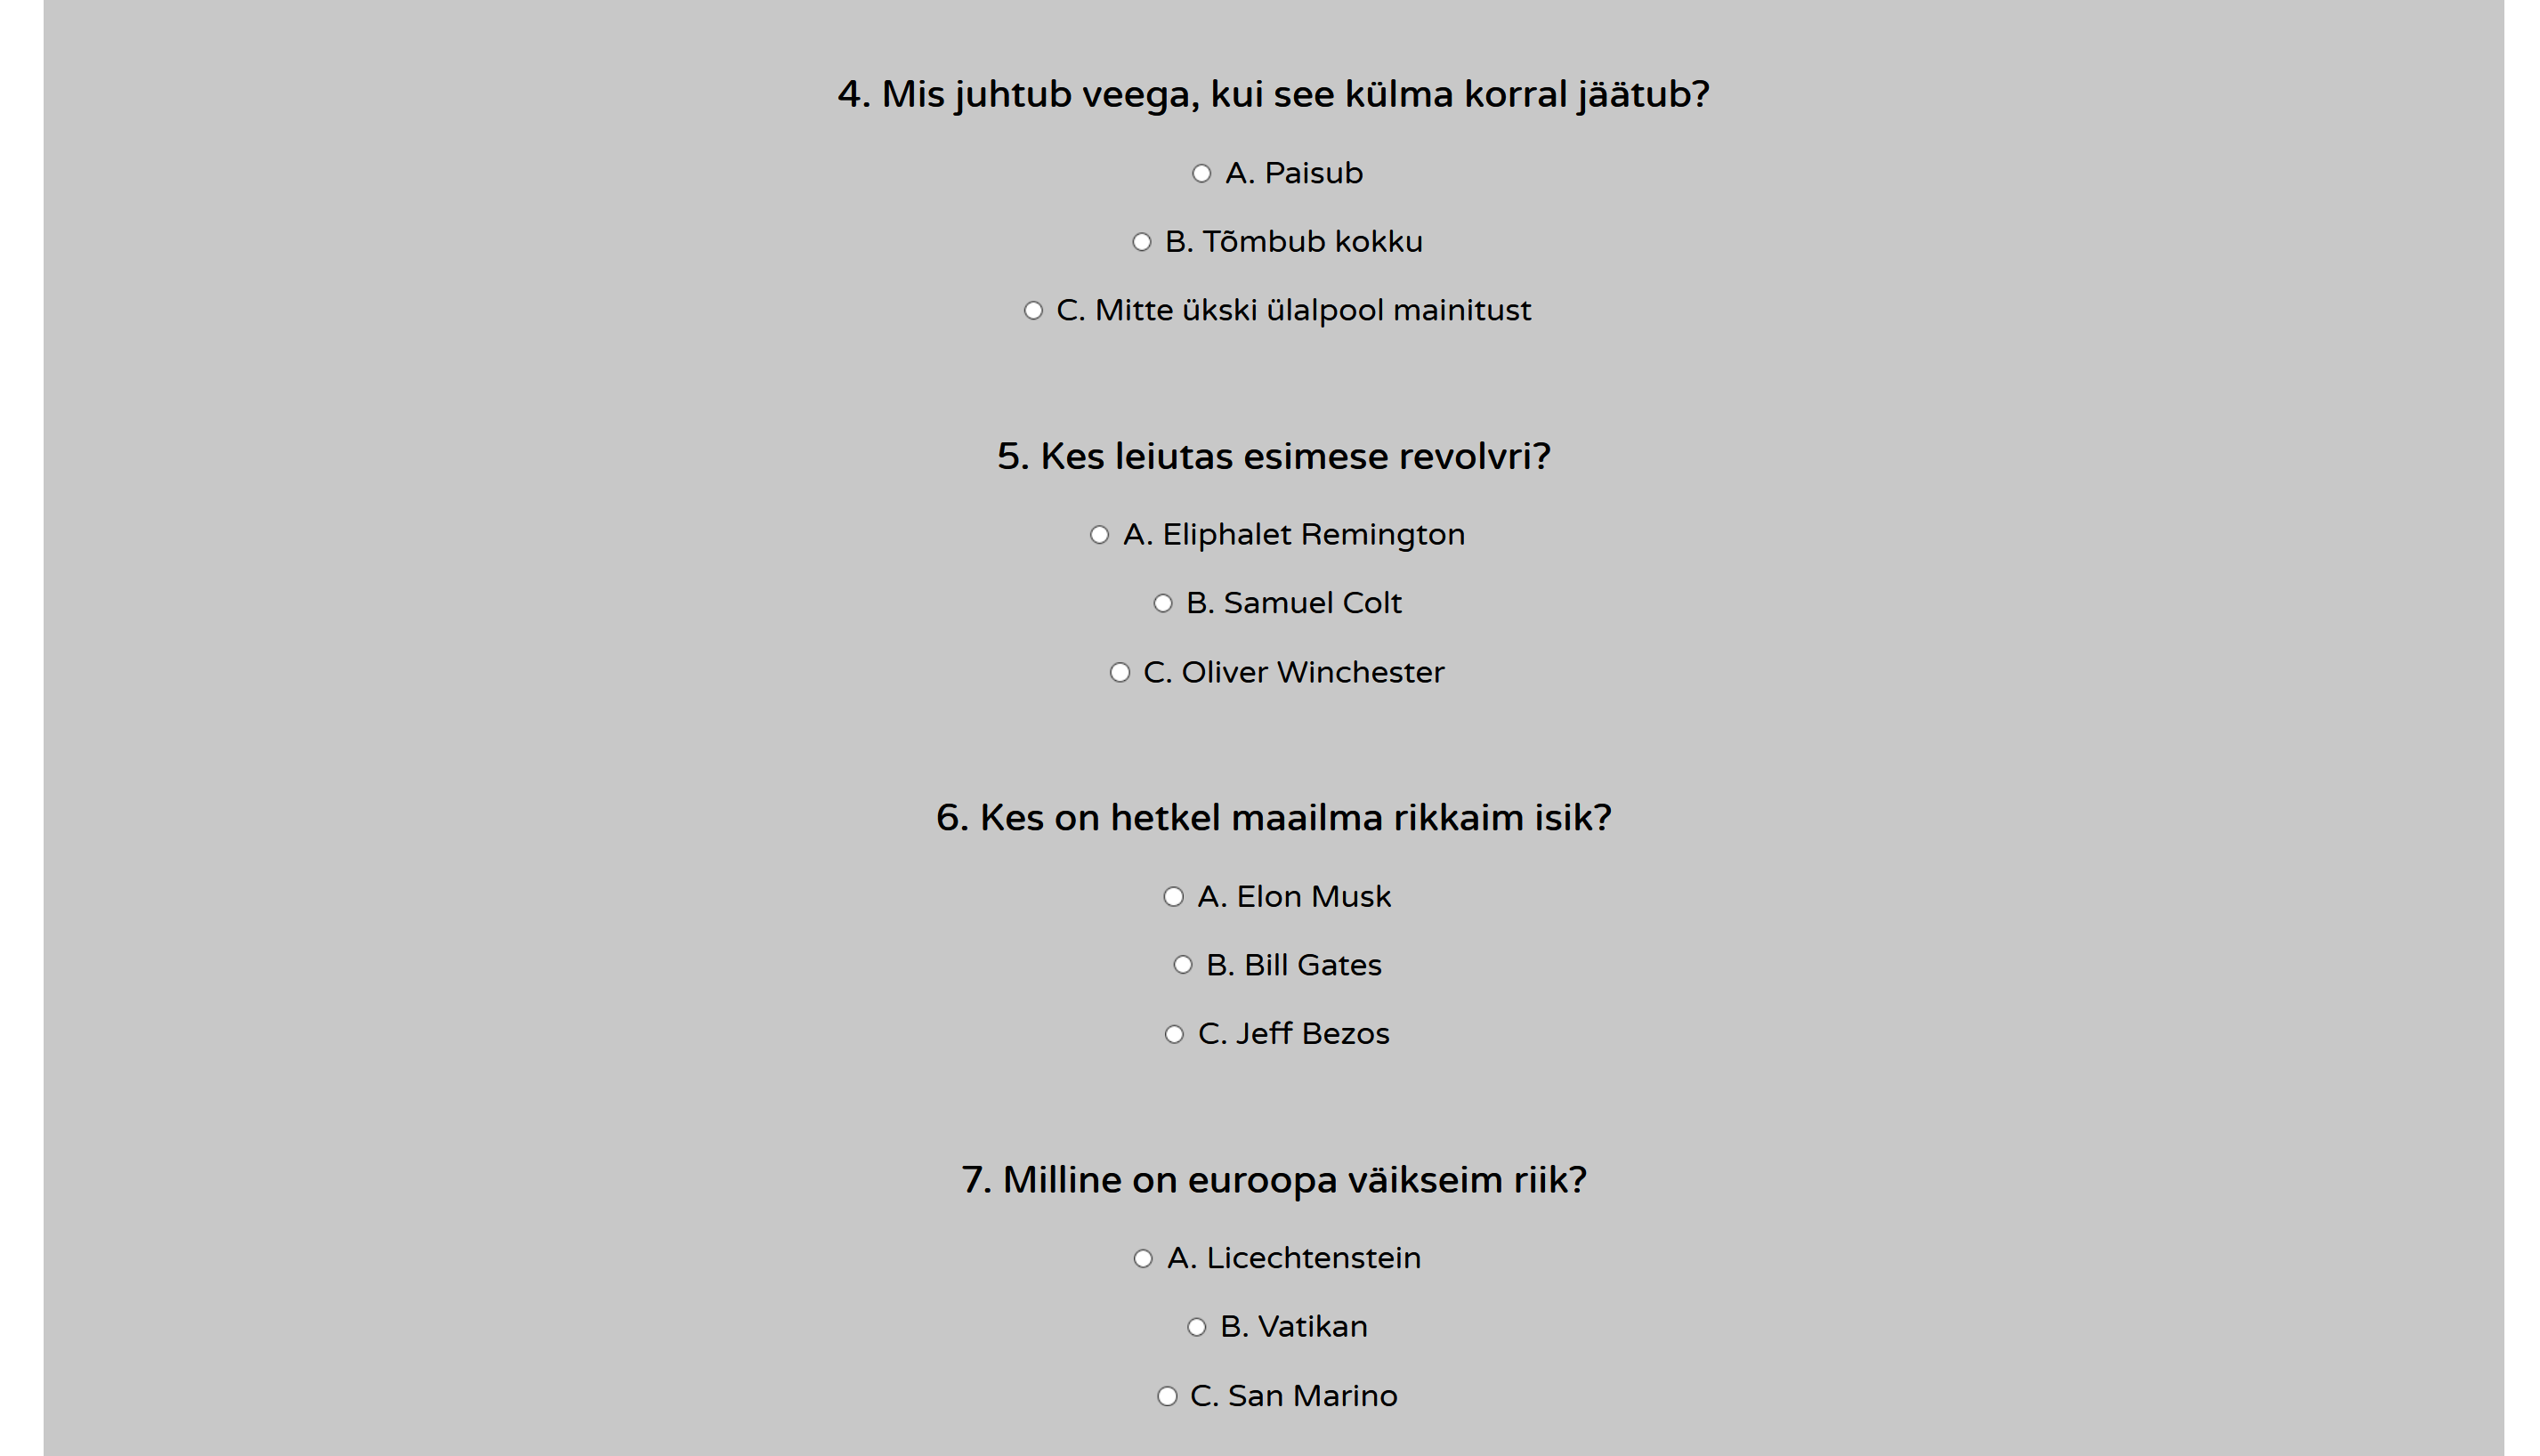 4. Mis juhtub veega, kui see külma korral jäätub?
A. Paisub
B. Tõmbub kokku
C. Mitte ükski ülalpool mainitust
5. Kes leiutas esimese revolvri?
A. Eliphalet Remington
B. Samuel Colt
C. Oliver Winchester
6. Kes on hetkel maailma rikkaim isik?
A. Elon Musk
B. Bill Gates
C. Jeff Bezos
7. Milline on euroopa väikseim riik?
A. Licechtenstein
B. Vatikan
C. San Marino